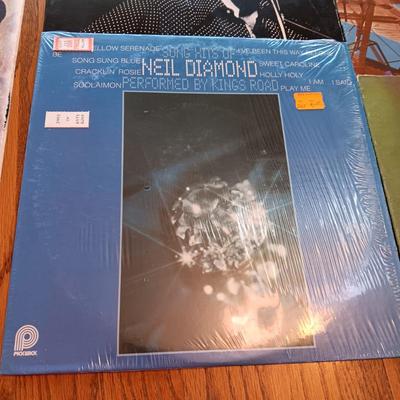 BE ELLOW SERENADE SONG HITS OF I'VE BEEN THIS WAY
SONG SUNG BLUE NEIL DIAMOND SWEET CAROLINE
CRACKLIN' ROSIE HOLLY HOLY
SOOLAIMON PERFORMED BY KINGS ROAD I AM... I SAID
PLAY ME
PICKWICK